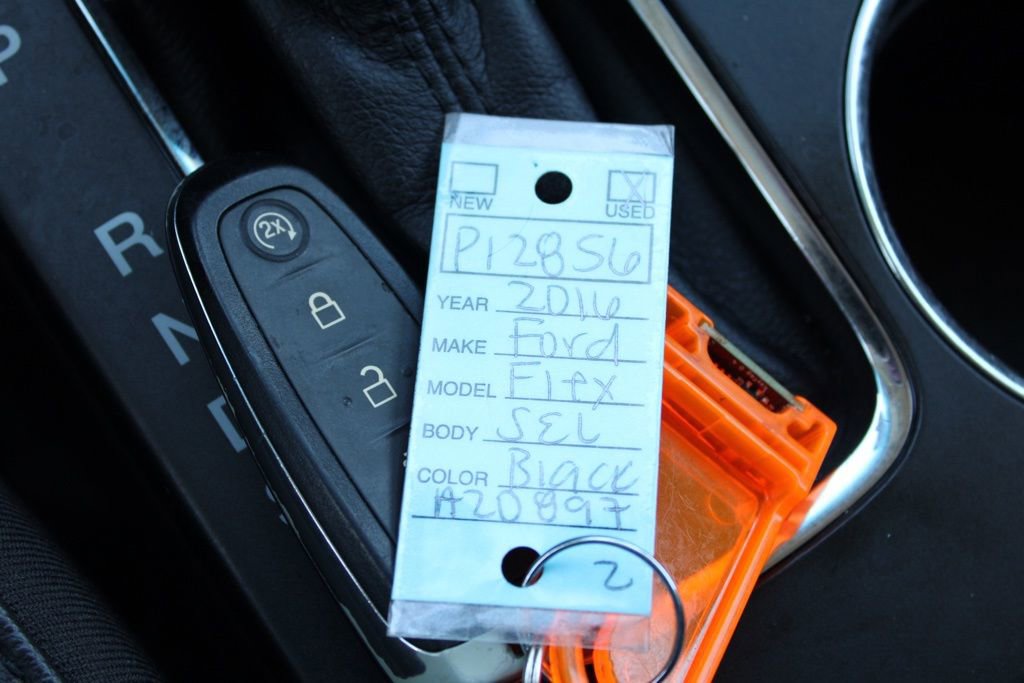 P
R
N
D
2X
NEW
X
USED
P12856
YEAR 2016
MAKE Ford
MODEL Flex
BODY SEL
COLOR Black
A20897
2